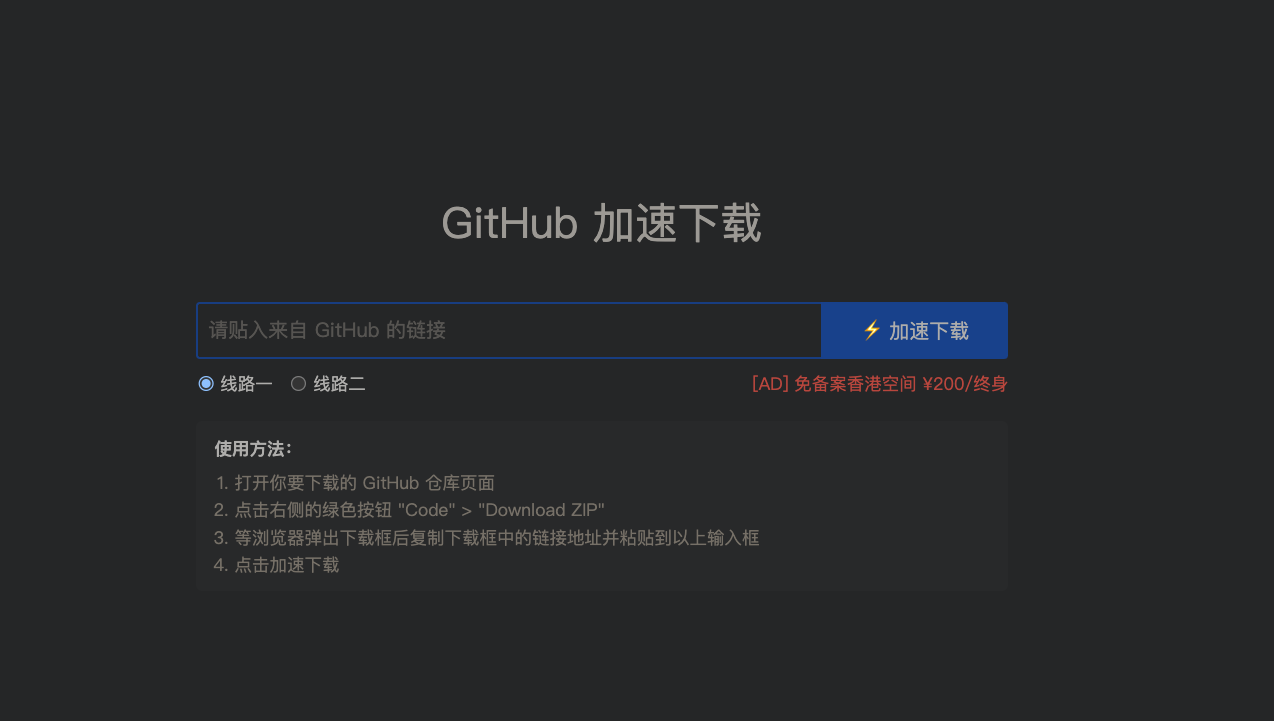 GitHub 加速下载
请贴入来自 GitHub 的链接
⚡ 加速下载
线路一 线路二
[AD] 免备案香港空间 ¥200/终身
使用方法：
1. 打开你要下载的 GitHub 仓库页面
2. 点击右侧的绿色按钮 "Code" > "Download ZIP"
3. 等浏览器弹出下载框后复制下载框中的链接地址并粘贴到以上输入框
4. 点击加速下载